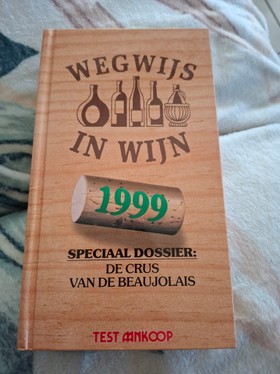 WEGWIJS
IN WIJN
1999
SPECIAAL DOSSIER:
DE CRUS
VAN DE BEAUJOLAIS
TEST AANKOOP